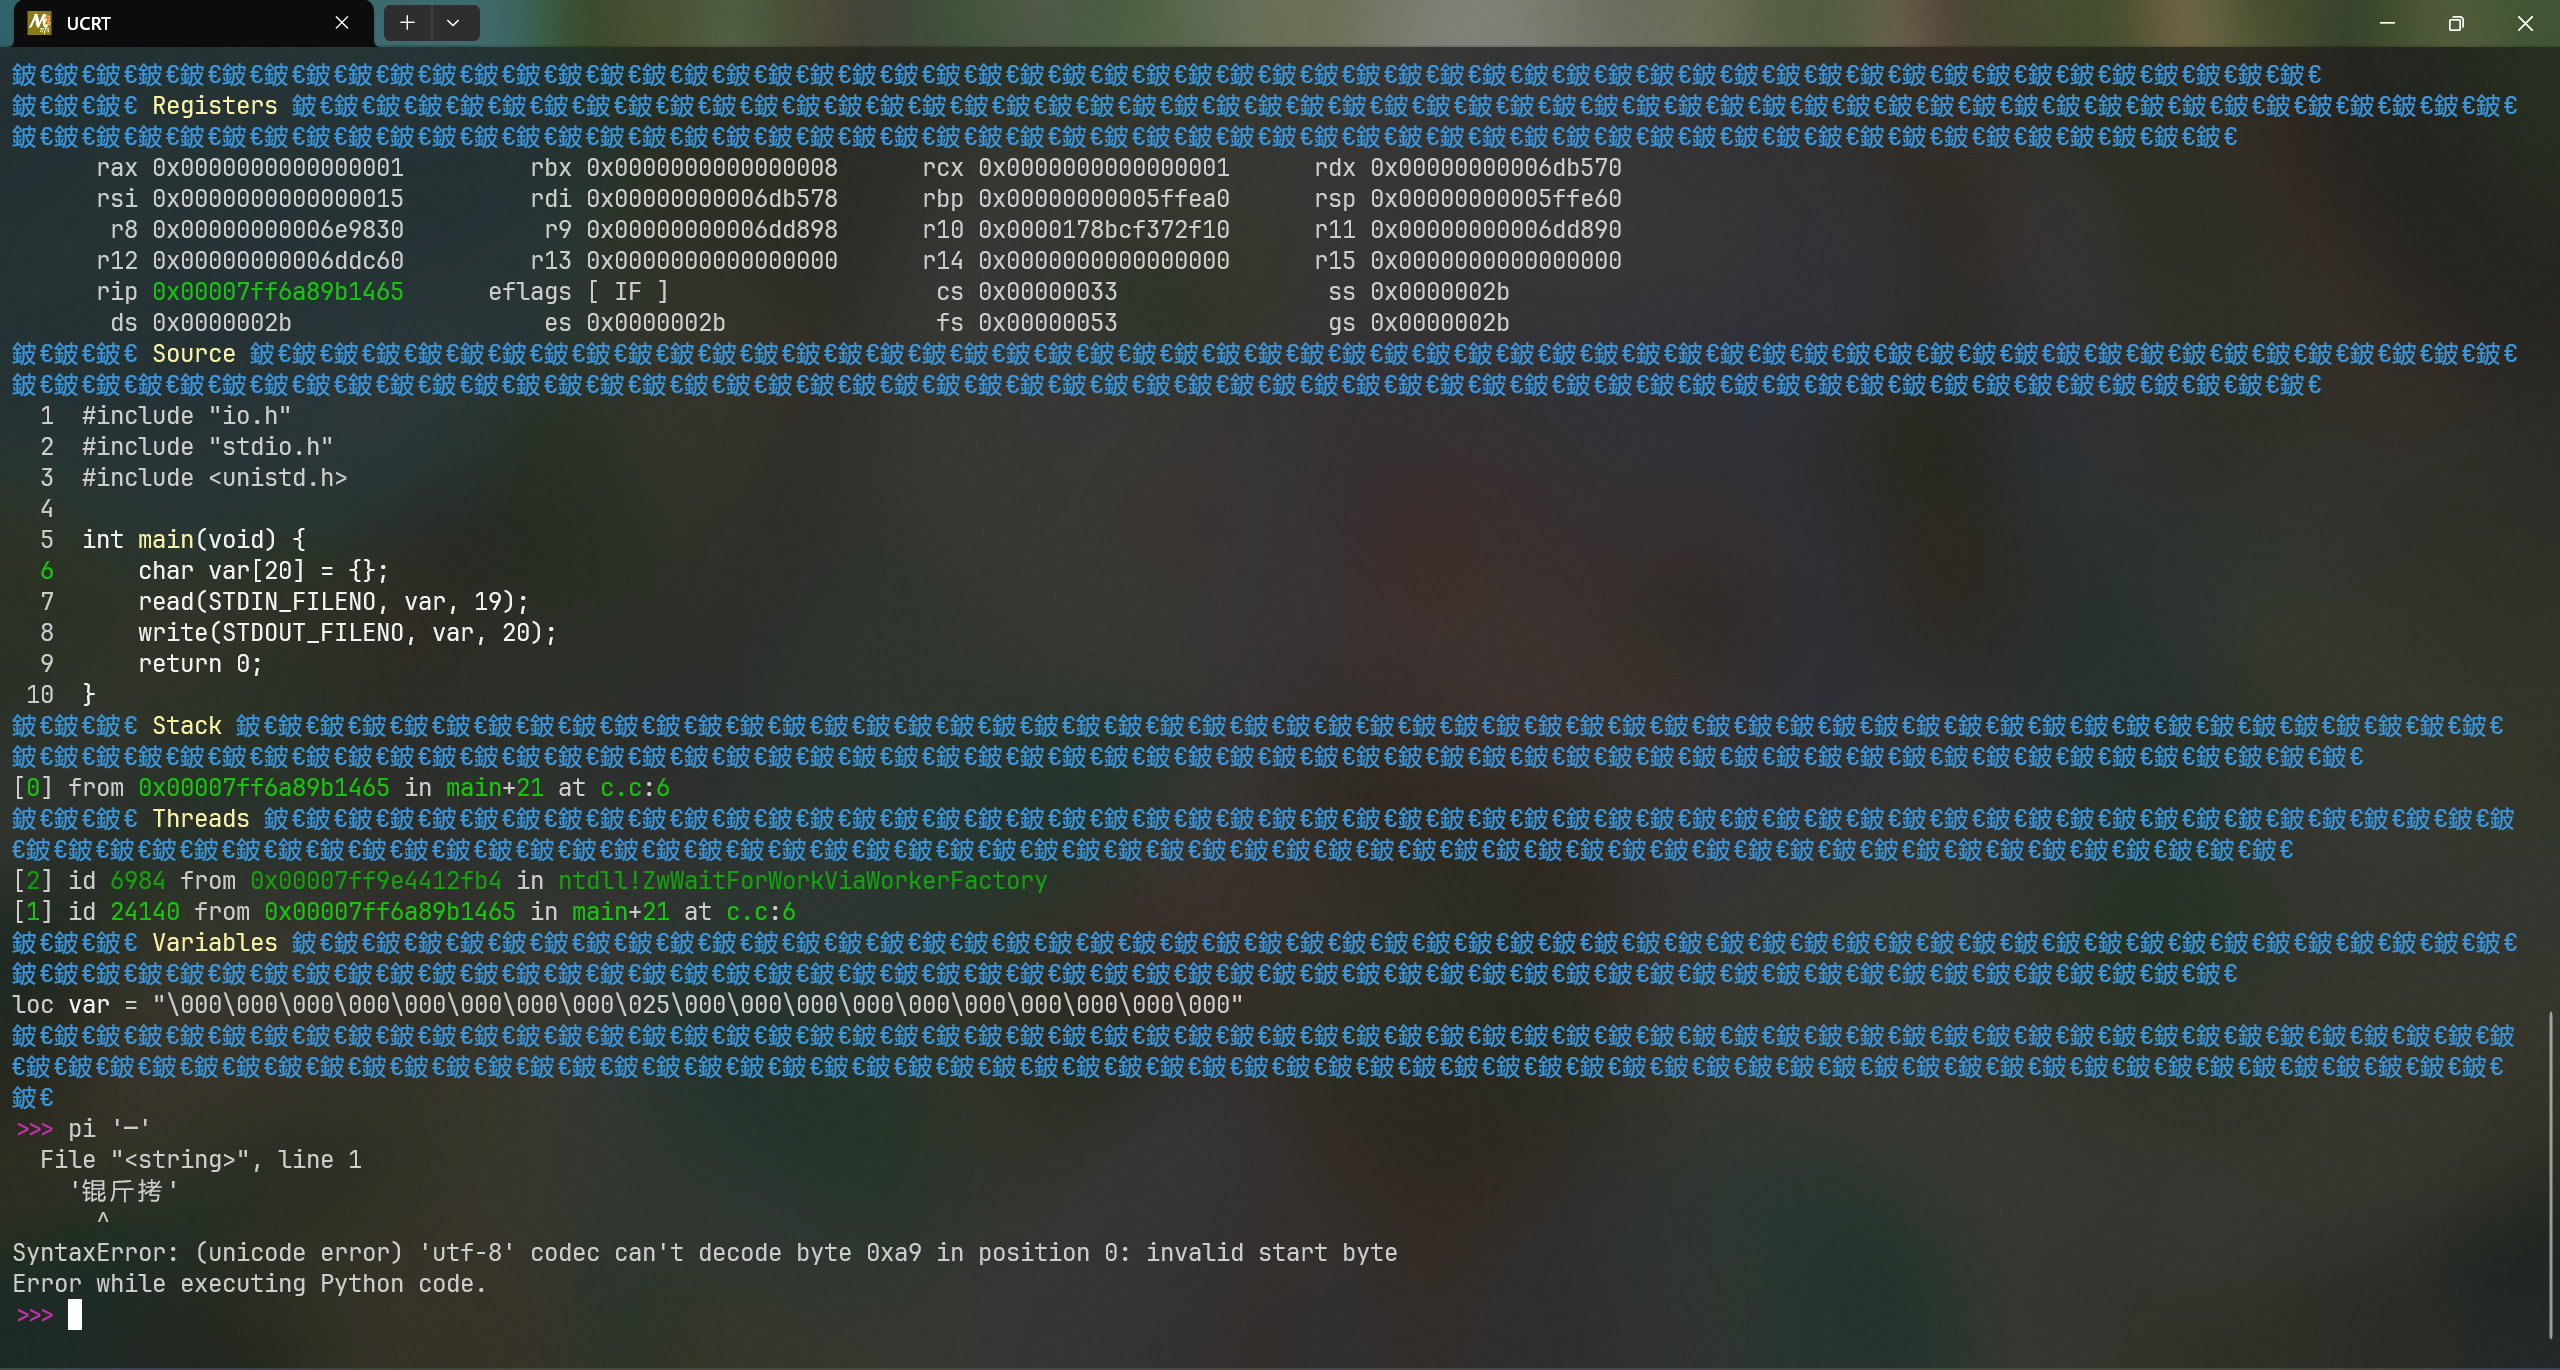 UCRT
鈹€鈹€鈹€鈹€鈹€鈹€鈹€鈹€鈹€鈹€鈹€鈹€鈹€鈹€鈹€鈹€鈹€鈹€鈹€鈹€鈹€鈹€鈹€鈹€鈹€鈹€鈹€鈹€鈹€鈹€鈹€鈹€鈹€鈹€鈹€鈹€鈹€鈹€鈹€鈹€鈹€鈹€鈹€鈹€鈹€鈹€鈹€鈹€鈹€鈹€鈹€鈹€鈹€鈹€鈹€
鈹€鈹€鈹€ Registers 鈹€鈹€鈹€鈹€鈹€鈹€鈹€鈹€鈹€鈹€鈹€鈹€鈹€鈹€鈹€鈹€鈹€鈹€鈹€鈹€鈹€鈹€鈹€鈹€鈹€鈹€鈹€鈹€鈹€鈹€鈹€鈹€鈹€鈹€鈹€鈹€鈹€鈹€鈹€鈹€鈹€鈹€鈹€鈹€鈹€鈹€鈹€鈹€鈹€鈹€鈹€鈹€鈹€
鈹€鈹€鈹€鈹€鈹€鈹€鈹€鈹€鈹€鈹€鈹€鈹€鈹€鈹€鈹€鈹€鈹€鈹€鈹€鈹€鈹€鈹€鈹€鈹€鈹€鈹€鈹€鈹€鈹€鈹€鈹€鈹€鈹€鈹€鈹€鈹€鈹€鈹€鈹€鈹€鈹€鈹€鈹€鈹€鈹€鈹€鈹€鈹€鈹€鈹€鈹€鈹€鈹€
rax 0x0000000000000001 rbx 0x0000000000000008 rcx 0x0000000000000001 rdx 0x00000000006db570
rsi 0x0000000000000015 rdi 0x00000000006db578 rbp 0x00000000005ffea0 rsp 0x00000000005ffe60
r8 0x00000000006e9830 r9 0x00000000006dd898 r10 0x0000178bcf372f10 r11 0x00000000006dd890
r12 0x00000000006ddc60 r13 0x0000000000000000 r14 0x0000000000000000 r15 0x0000000000000000
rip 0x00007ff6a89b1465 eflags [ IF ] cs 0x00000033 ss 0x0000002b
ds 0x0000002b es 0x0000002b fs 0x00000053 gs 0x0000002b
鈹€鈹€鈹€ Source 鈹€鈹€鈹€鈹€鈹€鈹€鈹€鈹€鈹€鈹€鈹€鈹€鈹€鈹€鈹€鈹€鈹€鈹€鈹€鈹€鈹€鈹€鈹€鈹€鈹€鈹€鈹€鈹€鈹€鈹€鈹€鈹€鈹€鈹€鈹€鈹€鈹€鈹€鈹€鈹€鈹€鈹€鈹€鈹€鈹€鈹€鈹€鈹€鈹€鈹€鈹€鈹€鈹€鈹€
鈹€鈹€鈹€鈹€鈹€鈹€鈹€鈹€鈹€鈹€鈹€鈹€鈹€鈹€鈹€鈹€鈹€鈹€鈹€鈹€鈹€鈹€鈹€鈹€鈹€鈹€鈹€鈹€鈹€鈹€鈹€鈹€鈹€鈹€鈹€鈹€鈹€鈹€鈹€鈹€鈹€鈹€鈹€鈹€鈹€鈹€鈹€鈹€鈹€鈹€鈹€鈹€鈹€鈹€鈹€
1 #include "io.h"
2 #include "stdio.h"
3 #include <unistd.h>
4
5 int main(void) {
6 char var[20] = {};
7 read(STDIN_FILENO, var, 19);
8 write(STDOUT_FILENO, var, 20);
9 return 0;
10 }
鈹€鈹€鈹€ Stack 鈹€鈹€鈹€鈹€鈹€鈹€鈹€鈹€鈹€鈹€鈹€鈹€鈹€鈹€鈹€鈹€鈹€鈹€鈹€鈹€鈹€鈹€鈹€鈹€鈹€鈹€鈹€鈹€鈹€鈹€鈹€鈹€鈹€鈹€鈹€鈹€鈹€鈹€鈹€鈹€鈹€鈹€鈹€鈹€鈹€鈹€鈹€鈹€鈹€鈹€鈹€鈹€鈹€鈹€
鈹€鈹€鈹€鈹€鈹€鈹€鈹€鈹€鈹€鈹€鈹€鈹€鈹€鈹€鈹€鈹€鈹€鈹€鈹€鈹€鈹€鈹€鈹€鈹€鈹€鈹€鈹€鈹€鈹€鈹€鈹€鈹€鈹€鈹€鈹€鈹€鈹€鈹€鈹€鈹€鈹€鈹€鈹€鈹€鈹€鈹€鈹€鈹€鈹€鈹€鈹€鈹€鈹€鈹€鈹€鈹€
[0] from 0x00007ff6a89b1465 in main+21 at c.c:6
鈹€鈹€鈹€ Threads 鈹€鈹€鈹€鈹€鈹€鈹€鈹€鈹€鈹€鈹€鈹€鈹€鈹€鈹€鈹€鈹€鈹€鈹€鈹€鈹€鈹€鈹€鈹€鈹€鈹€鈹€鈹€鈹€鈹€鈹€鈹€鈹€鈹€鈹€鈹€鈹€鈹€鈹€鈹€鈹€鈹€鈹€鈹€鈹€鈹€鈹€鈹€鈹€鈹€鈹€鈹€鈹€鈹€鈹
€鈹€鈹€鈹€鈹€鈹€鈹€鈹€鈹€鈹€鈹€鈹€鈹€鈹€鈹€鈹€鈹€鈹€鈹€鈹€鈹€鈹€鈹€鈹€鈹€鈹€鈹€鈹€鈹€鈹€鈹€鈹€鈹€鈹€鈹€鈹€鈹€鈹€鈹€鈹€鈹€鈹€鈹€鈹€鈹€鈹€鈹€鈹€鈹€鈹€鈹€鈹€鈹€鈹€鈹€
[2] id 6984 from 0x00007ff9e4412fb4 in ntdll!ZwWaitForWorkViaWorkerFactory
[1] id 24140 from 0x00007ff6a89b1465 in main+21 at c.c:6
鈹€鈹€鈹€ Variables 鈹€鈹€鈹€鈹€鈹€鈹€鈹€鈹€鈹€鈹€鈹€鈹€鈹€鈹€鈹€鈹€鈹€鈹€鈹€鈹€鈹€鈹€鈹€鈹€鈹€鈹€鈹€鈹€鈹€鈹€鈹€鈹€鈹€鈹€鈹€鈹€鈹€鈹€鈹€鈹€鈹€鈹€鈹€鈹€鈹€鈹€鈹€鈹€鈹€鈹€鈹€鈹€鈹€
鈹€鈹€鈹€鈹€鈹€鈹€鈹€鈹€鈹€鈹€鈹€鈹€鈹€鈹€鈹€鈹€鈹€鈹€鈹€鈹€鈹€鈹€鈹€鈹€鈹€鈹€鈹€鈹€鈹€鈹€鈹€鈹€鈹€鈹€鈹€鈹€鈹€鈹€鈹€鈹€鈹€鈹€鈹€鈹€鈹€鈹€鈹€鈹€鈹€鈹€鈹€鈹€鈹€
loc var = "\000\000\000\000\000\000\000\000\025\000\000\000\000\000\000\000\000\000\000"
鈹€鈹€鈹€鈹€鈹€鈹€鈹€鈹€鈹€鈹€鈹€鈹€鈹€鈹€鈹€鈹€鈹€鈹€鈹€鈹€鈹€鈹€鈹€鈹€鈹€鈹€鈹€鈹€鈹€鈹€鈹€鈹€鈹€鈹€鈹€鈹€鈹€鈹€鈹€鈹€鈹€鈹€鈹€鈹€鈹€鈹€鈹€鈹€鈹€鈹€鈹€鈹€鈹€鈹€鈹€鈹€鈹€鈹€鈹€鈹
€鈹€鈹€鈹€鈹€鈹€鈹€鈹€鈹€鈹€鈹€鈹€鈹€鈹€鈹€鈹€鈹€鈹€鈹€鈹€鈹€鈹€鈹€鈹€鈹€鈹€鈹€鈹€鈹€鈹€鈹€鈹€鈹€鈹€鈹€鈹€鈹€鈹€鈹€鈹€鈹€鈹€鈹€鈹€鈹€鈹€鈹€鈹€鈹€鈹€鈹€鈹€鈹€鈹€鈹€鈹€鈹€鈹€鈹€鈹€
鈹€
>>> pi '─'
File "<string>", line 1
'锟斤拷'
^
SyntaxError: (unicode error) 'utf-8' codec can't decode byte 0xa9 in position 0: invalid start byte
Error while executing Python code.
>>>